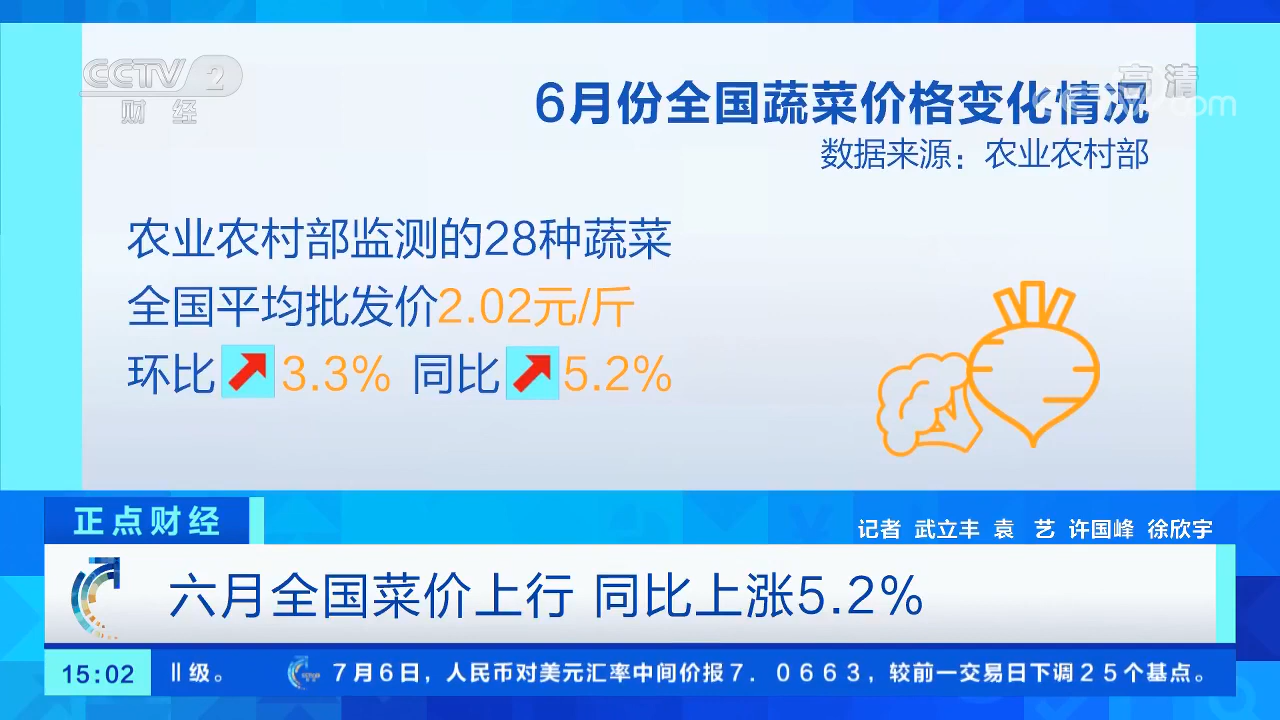 CCTV 2
财经
高清
6月份全国蔬菜价格变化情况
数据来源：农业农村部
农业农村部监测的28种蔬菜
全国平均批发价2.02元/斤
环比 3.3% 同比 5.2%
正点财经
记者 武立丰 袁 艺 许国峰 徐欣宇
六月全国菜价上行 同比上涨5.2%
15:02
Ⅱ级。 7月6日，人民币对美元汇率中间价报7．0663，较前一交易日下调25个基点。